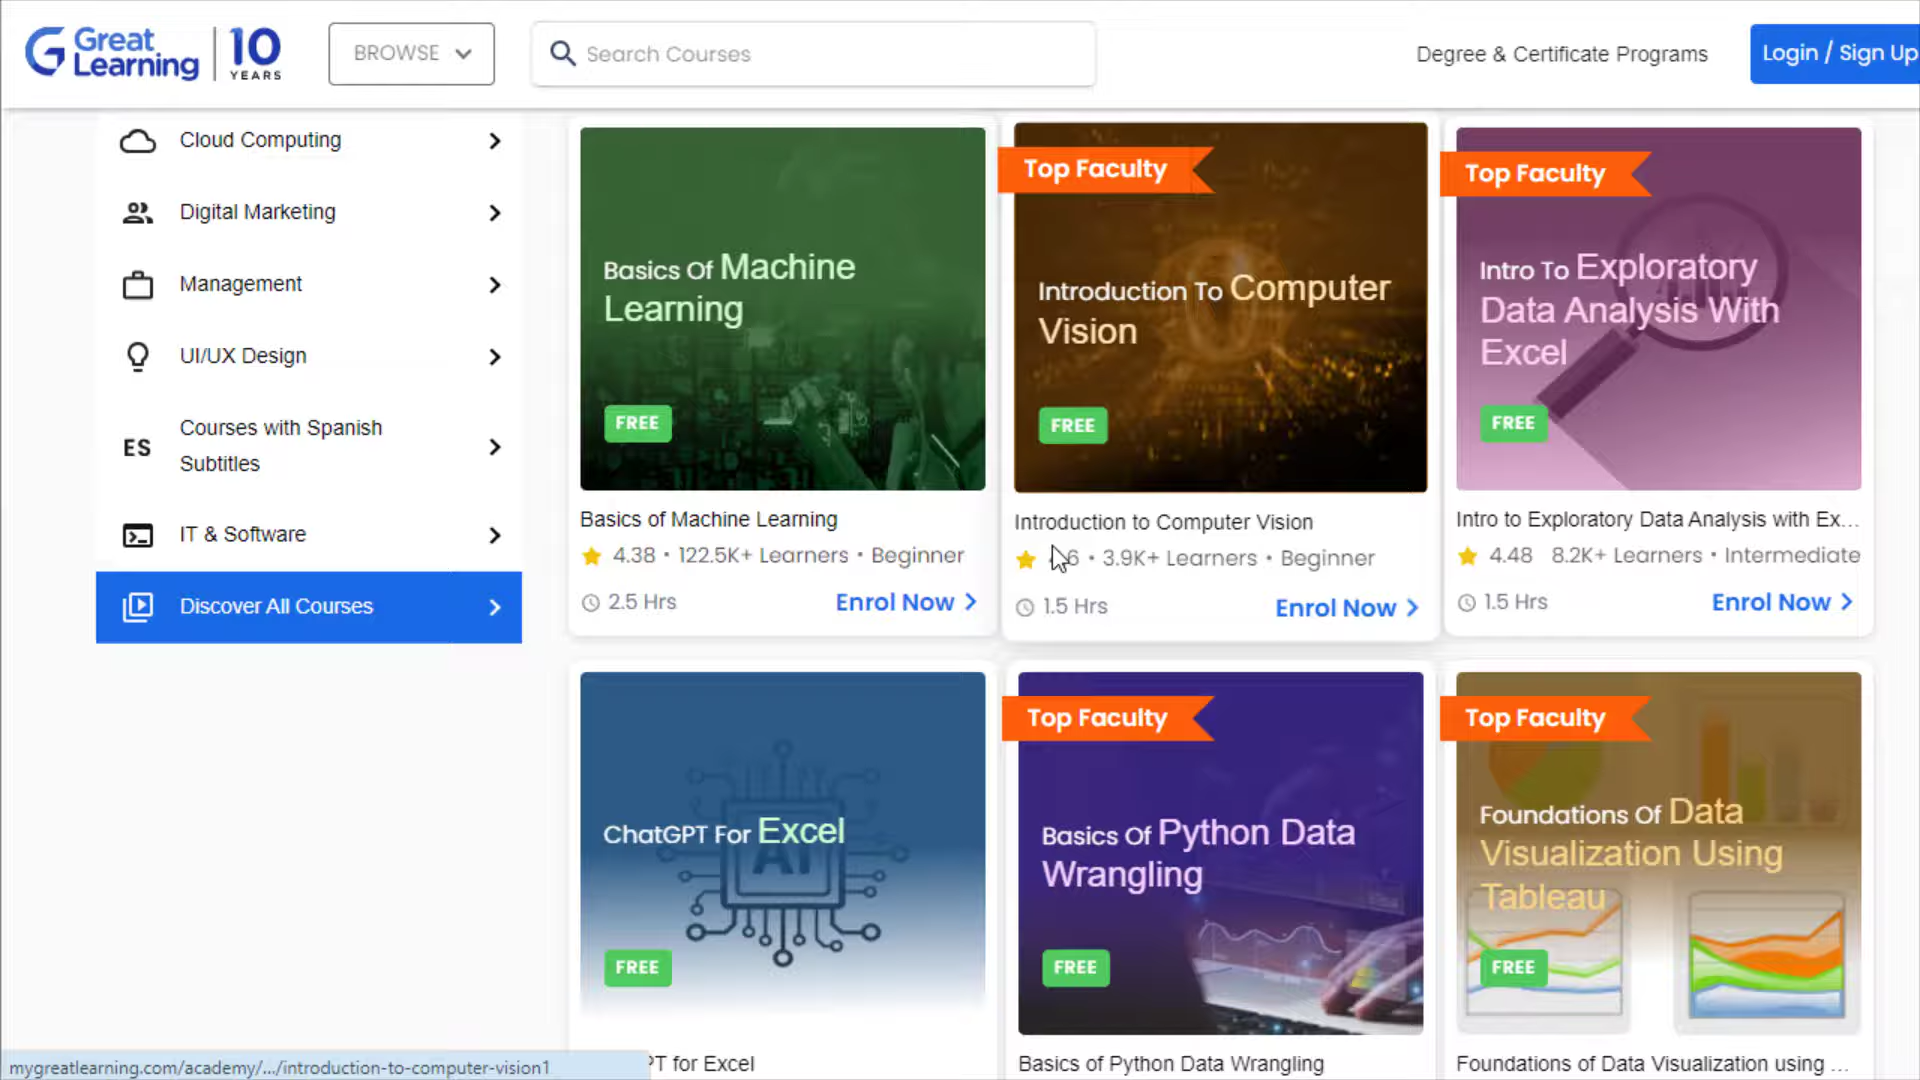 Great Learning
10 YEARS
BROWSE
Search Courses
Degree & Certificate Programs
Login / Sign Up
Cloud Computing
Digital Marketing
Management
UI/UX Design
ES
Courses with Spanish
Subtitles
IT & Software
Discover All Courses
Basics Of Machine
Learning
FREE
Basics of Machine Learning
4.38 • 122.5K+ Learners • Beginner
2.5 Hrs
Enrol Now
Top Faculty
Introduction To Computer
Vision
FREE
Introduction to Computer Vision
6 • 3.9K+ Learners • Beginner
1.5 Hrs
Enrol Now
Top Faculty
Intro To Exploratory
Data Analysis With
Excel
FREE
Intro to Exploratory Data Analysis with Ex...
4.48 8.2K+ Learners • Intermediate
1.5 Hrs
Enrol Now
ChatGPT For Excel
AI
FREE
PT for Excel
Top Faculty
Basics Of Python Data
Wrangling
FREE
Basics of Python Data Wrangling
Top Faculty
Foundations Of Data
Visualization Using
Tableau
FREE
Foundations of Data Visualization using ...
mygreatlearning.com/academy/.../introduction-to-computer-vision1